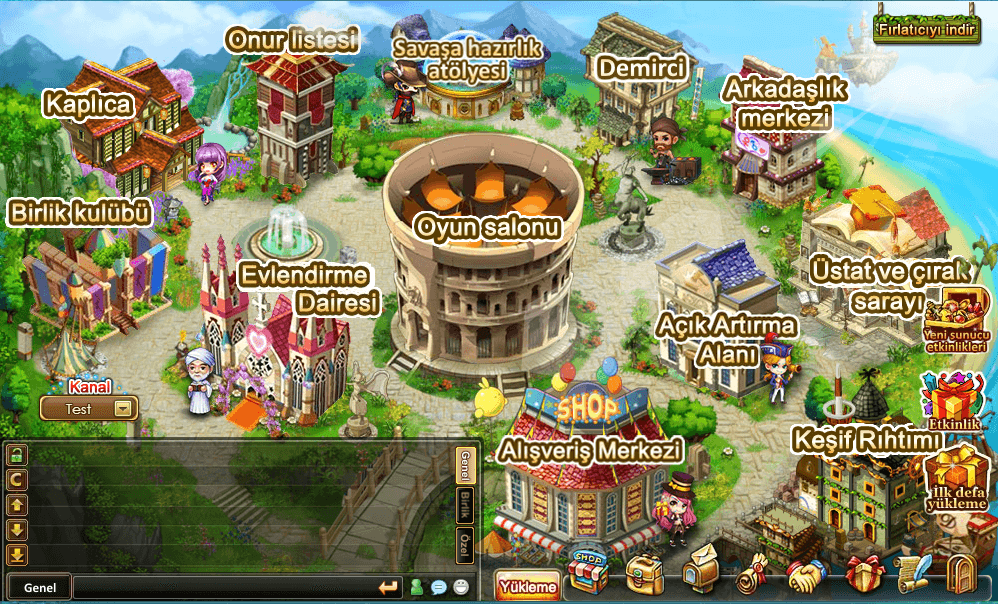 Fırlatıcıyı indir
Onur listesi
Savaşa hazırlık
atölyesi
Demirci
Arkadaşlık
merkezi
Kaplıca
Birlik kulübü
Oyun salonu
Evlendirme
Dairesi
Üstat ve çırak
sarayı
Açık Artırma
Alanı
Yeni sunucu
etkinlikleri
Kanal
Test
SHOP
Etkinlik
Alışveriş Merkezi
Keşif Rıhtımı
İlk defa
yükleme
Genel
Birlik
Özel
C
Genel
Yükleme
SHOP